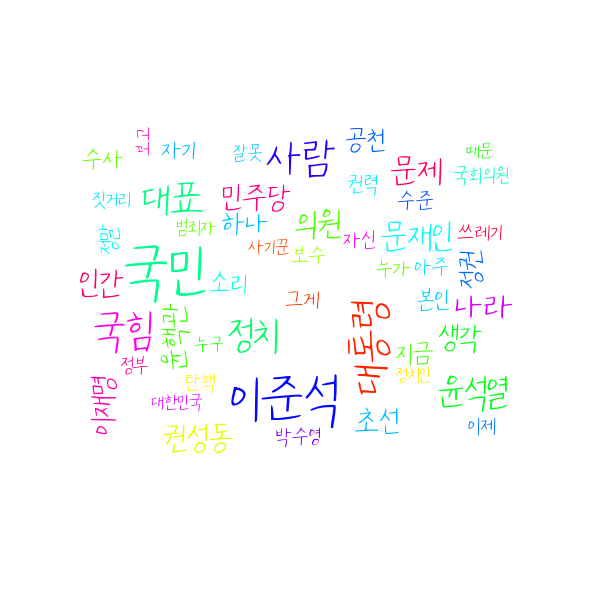 공천
사람
잘못
자기
수사
때문
문제
국회의원
권력
수준
짓거리
대표
민주당
의원
하나
범죄자
문재인
쓰레기
자신
사기꾼
보수
정말
누가
아주
정권
국민
소리
인간
그게
본인
나라
대통령
국힘
윤핵관
정치
누구
생각
지금
정부
정치인
이재명
탄핵
이준석
윤석열
대한민국
초선
권성동
박수영
이제